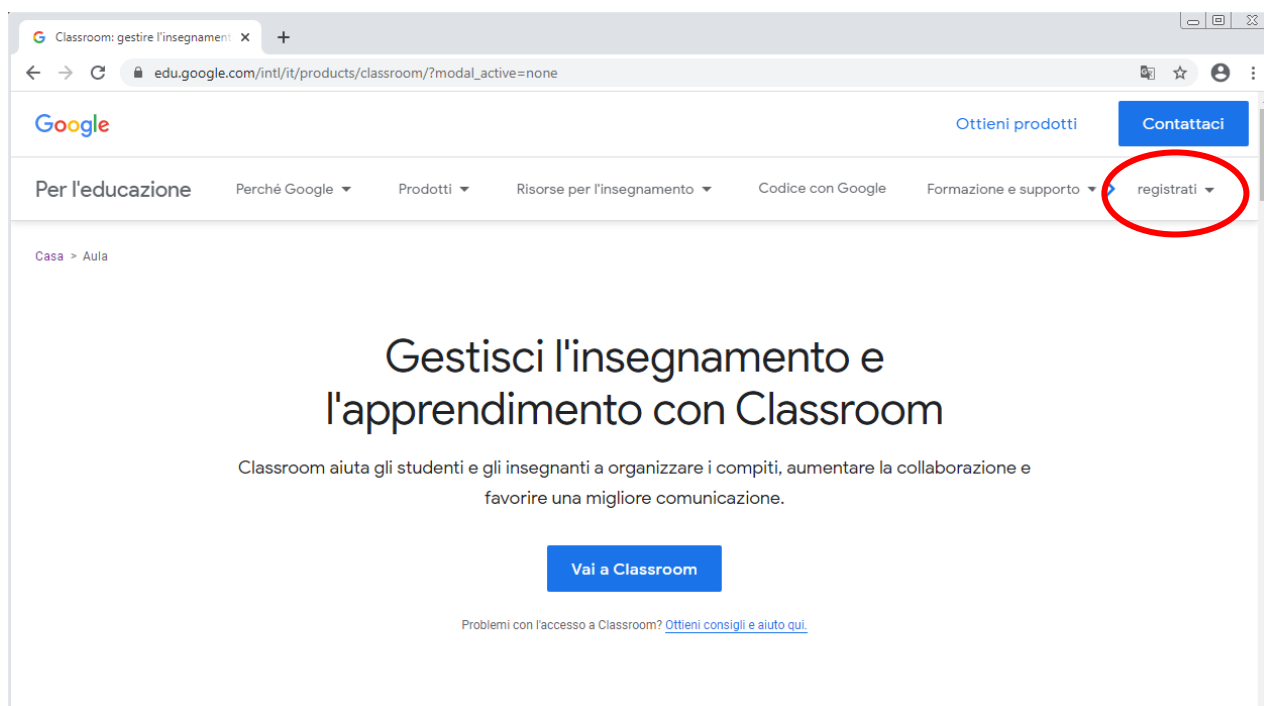 Classroom: gestire l'insegnament
edu.google.com/intl/it/products/classroom/?modal_active=none
Google
Ottieni prodotti
Contattaci
Per l'educazione
Perché Google
Prodotti
Risorse per l'insegnamento
Codice con Google
Formazione e supporto
registrati
Casa > Aula
Gestisci l'insegnamento e
l'apprendimento con Classroom
Classroom aiuta gli studenti e gli insegnanti a organizzare i compiti, aumentare la collaborazione e
favorire una migliore comunicazione.
Vai a Classroom
Problemi con l'accesso a Classroom? Ottieni consigli e aiuto qui.